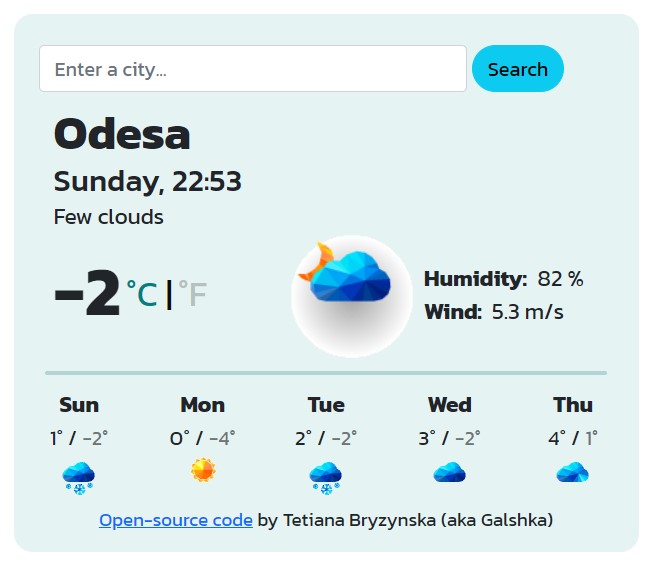 Enter a city...
Search
Odesa
Sunday, 22:53
Few clouds
-2 °C | °F
Humidity: 82 %
Wind: 5.3 m/s
Sun Mon Tue Wed Thu
1° / -2° 0° / -4° 2° / -2° 3° / -2° 4° / 1°
Open-source code by Tetiana Bryzynska (aka Galshka)